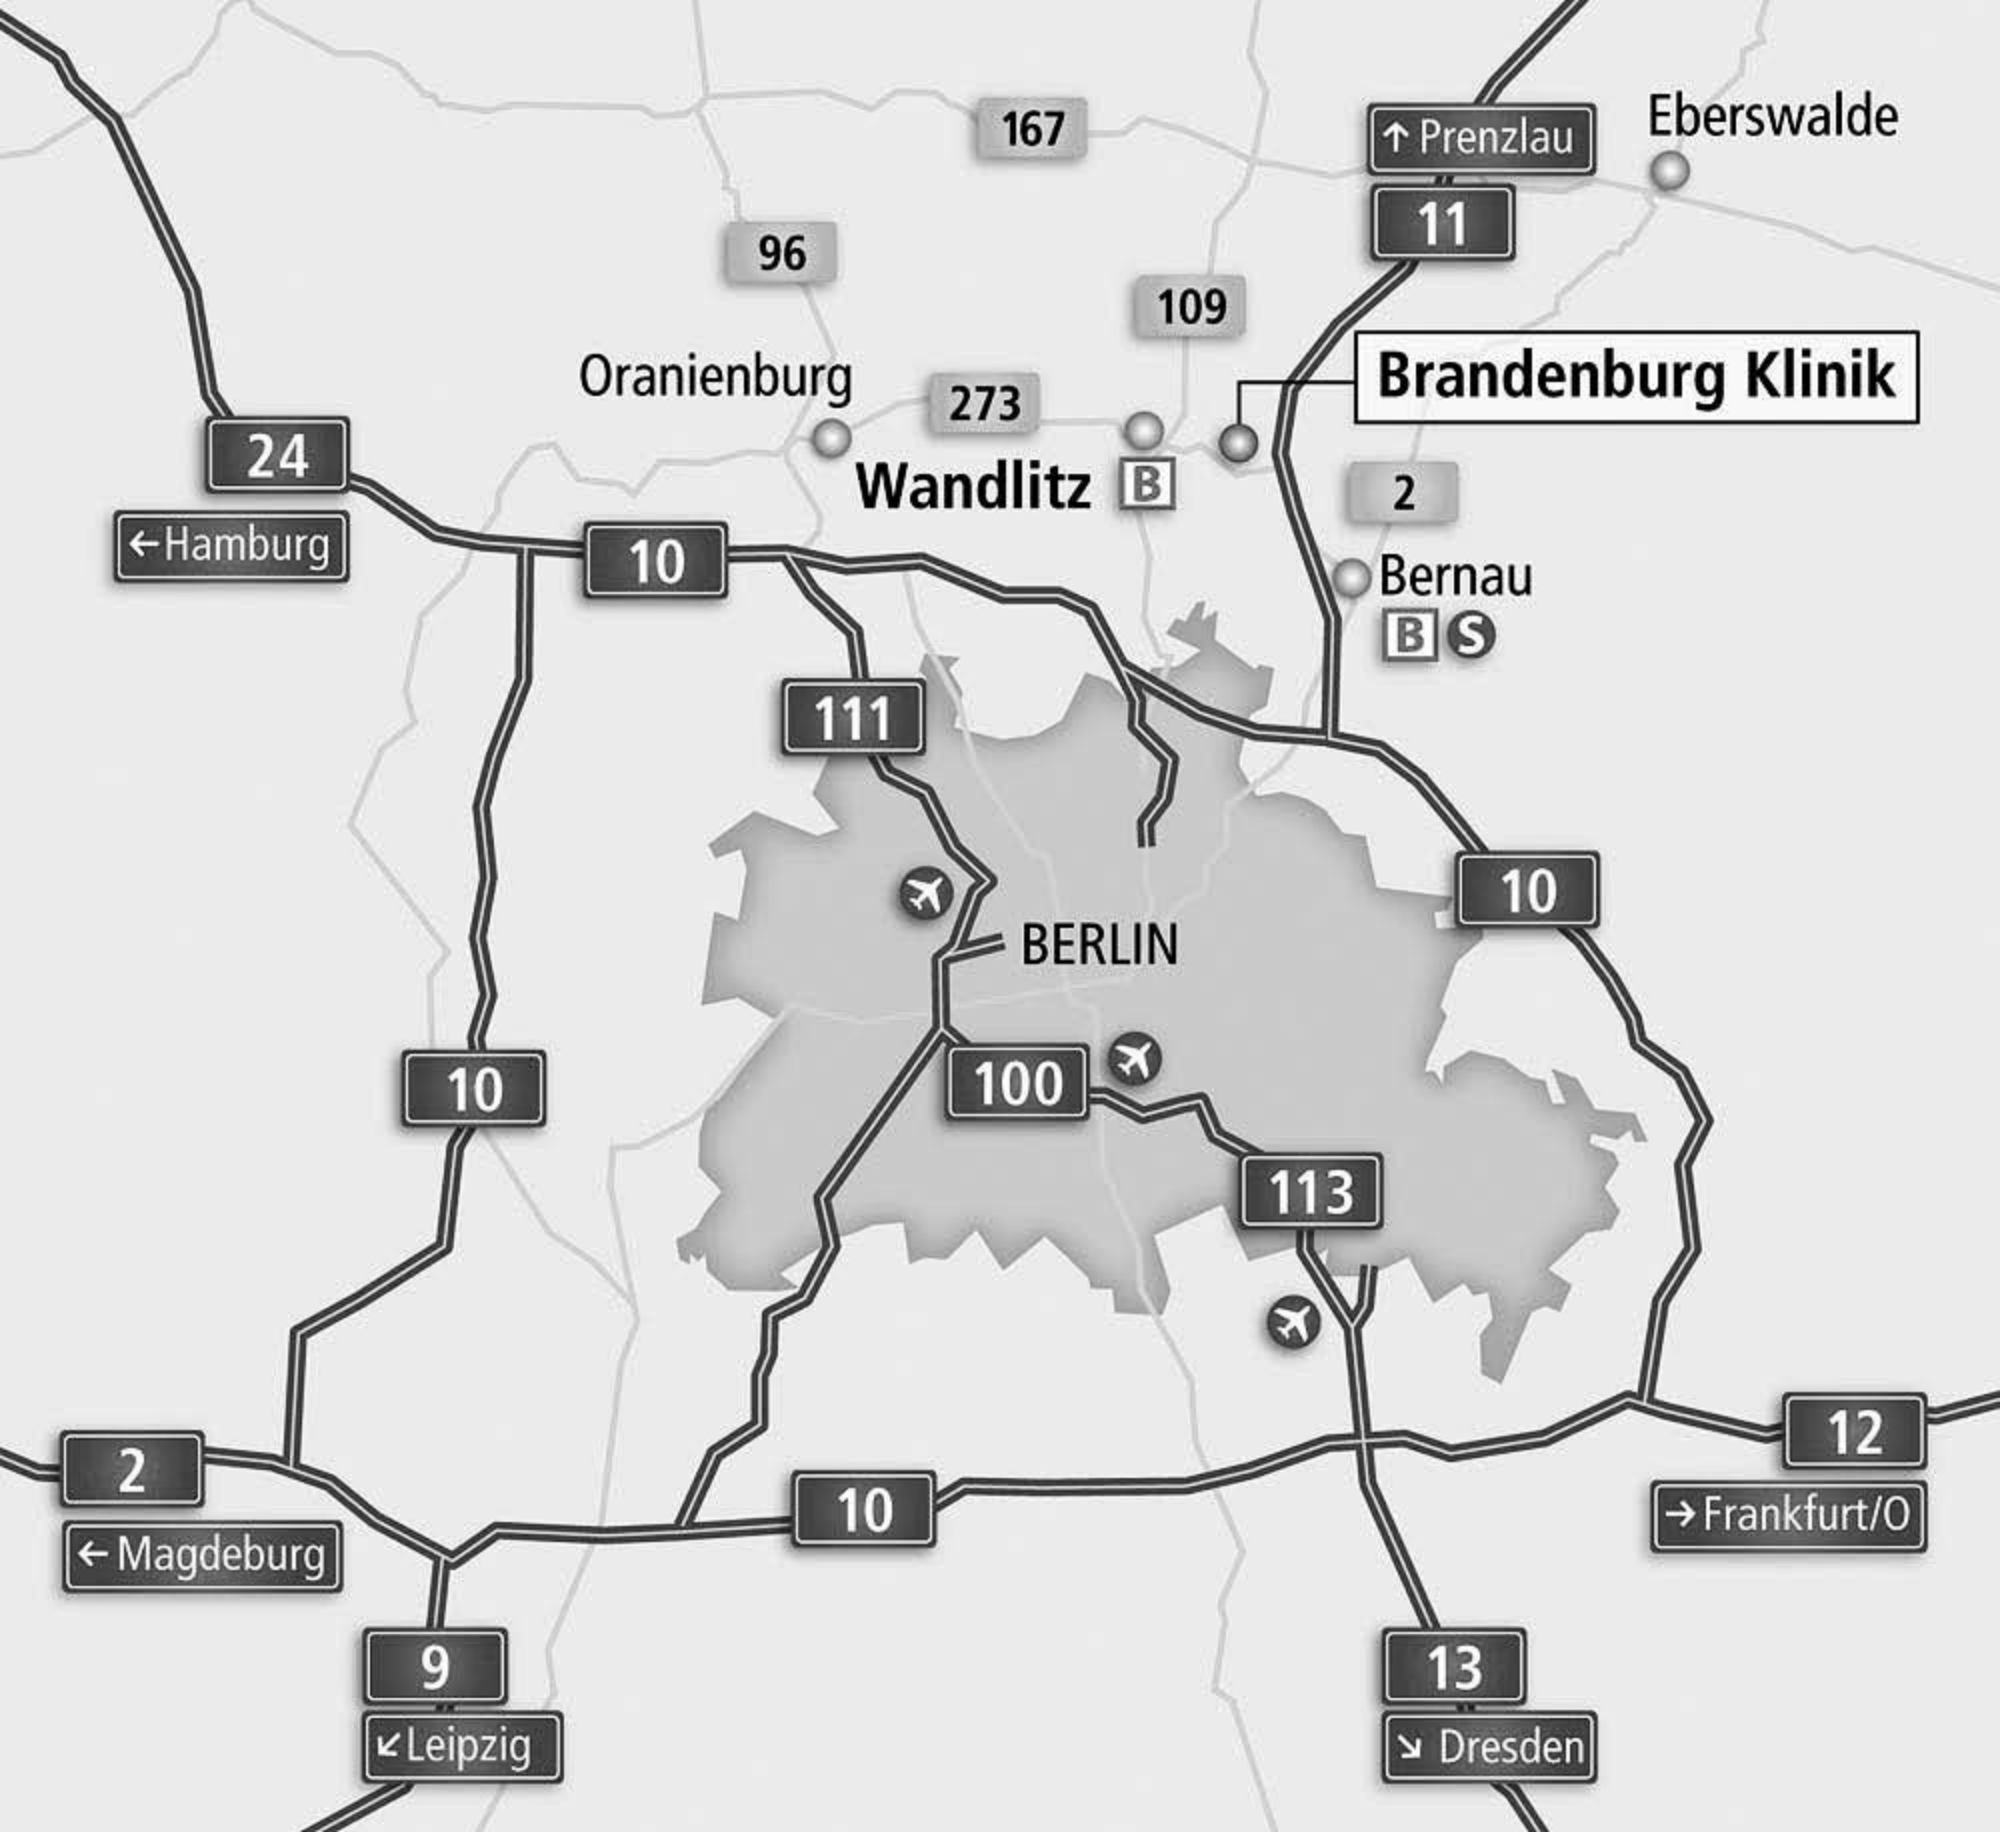 167
↑ Prenzlau
Eberswalde
11
96
109
Oranienburg
273
Brandenburg Klinik
24
Wandlitz B
2
← Hamburg
10
Bernau
B S
111
10
BERLIN
10
100
113
2
12
← Magdeburg
10
→ Frankfurt/O
9
13
↙ Leipzig
↘ Dresden